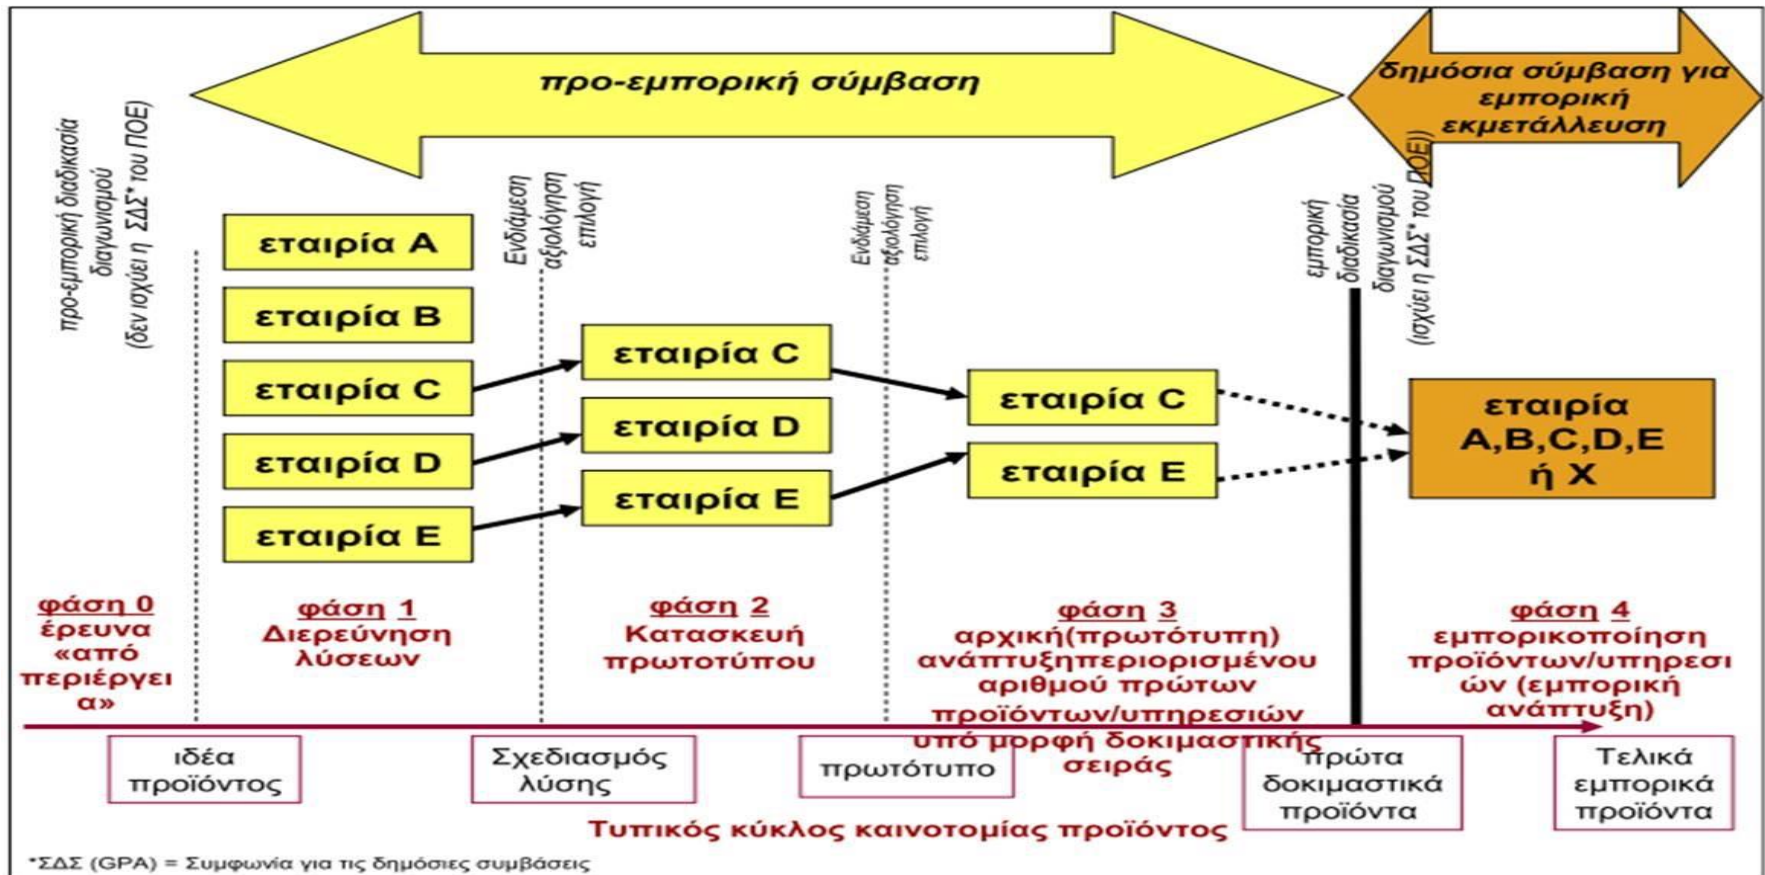 προ-εμπορική σύμβαση
δημόσια σύμβαση για
εμπορική
εκμετάλλευση
προ-εμπορική διαδικασία
διαγωνισμού
(δεν ισχύει η ΣΔΣ* του ΠΟΕ)
Ενδιάμεση
αξιολόγηση
επιλογή
Ενδιάμεση
αξιολόγηση
επιλογή
εμπορική
διαδικασία
διαγωνισμού
(ισχύει η ΣΔΣ* του ΠΟΕ))
εταιρία A
εταιρία B
εταιρία C
εταιρία D
εταιρία E
εταιρία C
εταιρία D
εταιρία E
εταιρία C
εταιρία E
εταιρία
A,B,C,D,E
ή X
φάση 0
έρευνα
«από
περιέργει
α»
φάση 1
Διερεύνηση
λύσεων
φάση 2
Κατασκευή
πρωτοτύπου
φάση 3
αρχική(πρωτότυπη)
ανάπτυξηπεριορισμένου
αριθμού πρώτων
προϊόντων/υπηρεσιών
υπό μορφή δοκιμαστικής
σειράς
φάση 4
εμπορικοποίηση
προϊόντων/υπηρεσι
ών (εμπορική
ανάπτυξη)
ιδέα
προϊόντος
Σχεδιασμός
λύσης
πρωτότυπο
πρώτα
δοκιμαστικά
προϊόντα
Τελικά
εμπορικά
προϊόντα
Τυπικός κύκλος καινοτομίας προϊόντος
*ΣΔΣ (GPA) = Συμφωνία για τις δημόσιες συμβάσεις